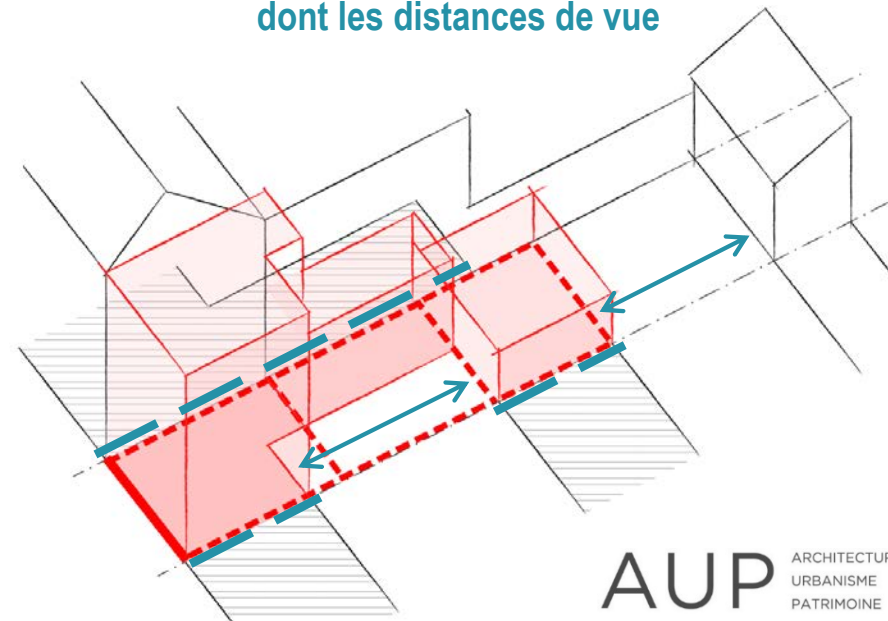 dont les distances de vue
AUP
ARCHITECTUR
URBANISME
PATRIMOINE